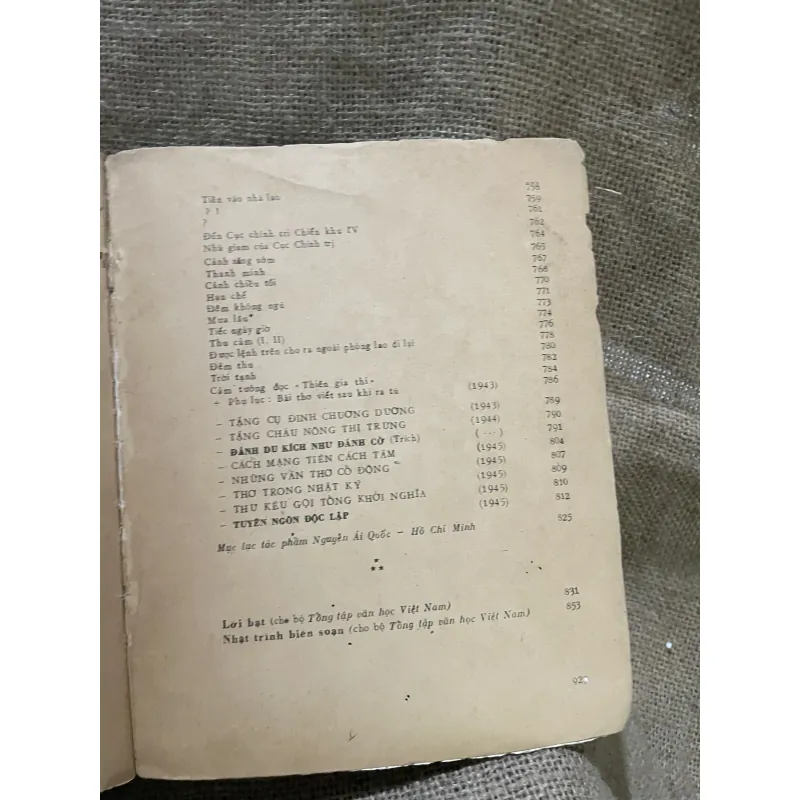 Tiền vào nhà lao 758
? ! 759
? 761
Đến Cục chính trị Chiến khu IV 762
Nhà giam của Cục Chính trị 764
Cảnh nắng sớm 765
Thanh minh 767
Cảnh chiều tối 768
Hạn chế 770
Đêm không ngủ 771
Mưa lâu 773
Tiếc ngày giờ 774
Thu cảm (I, II) 776
Được lệnh trên cho ra ngoài phòng lao đi lại 778
Đêm thu 780
Trời tạnh 782
Cảm tưởng đọc « Thiên gia thi » 784
– Phụ lục : Bài thơ viết sau khi ra tù (1943) 786
– TẶNG CỤ ĐINH CHƯƠNG DƯƠNG (1943) 789
– TẶNG CHÁU NÔNG THỊ TRƯNG (1944) 790
– ĐÁNH DU KÍCH NHƯ ĐÁNH CỜ (Trích) ( ... ) 791
– CÁCH MẠNG TIÊN CÁCH TÂM (1945) 804
– NHỮNG VẦN THƠ CỔ ĐỘNG (1945) 807
– THƠ TRONG NHẬT KÝ (1945) 809
– THƯ KÊU GỌI TỔNG KHỞI NGHĨA (1945) 810
– TUYÊN NGÔN ĐỘC LẬP (1945) 812
Mục lục tác phẩm Nguyễn Ái Quốc – Hồ Chí Minh 825
* * *
Lời bạt (cho bộ Tổng tập văn học Việt Nam) 831
Nhật trình biên soạn (cho bộ Tổng tập văn học Việt Nam) 853